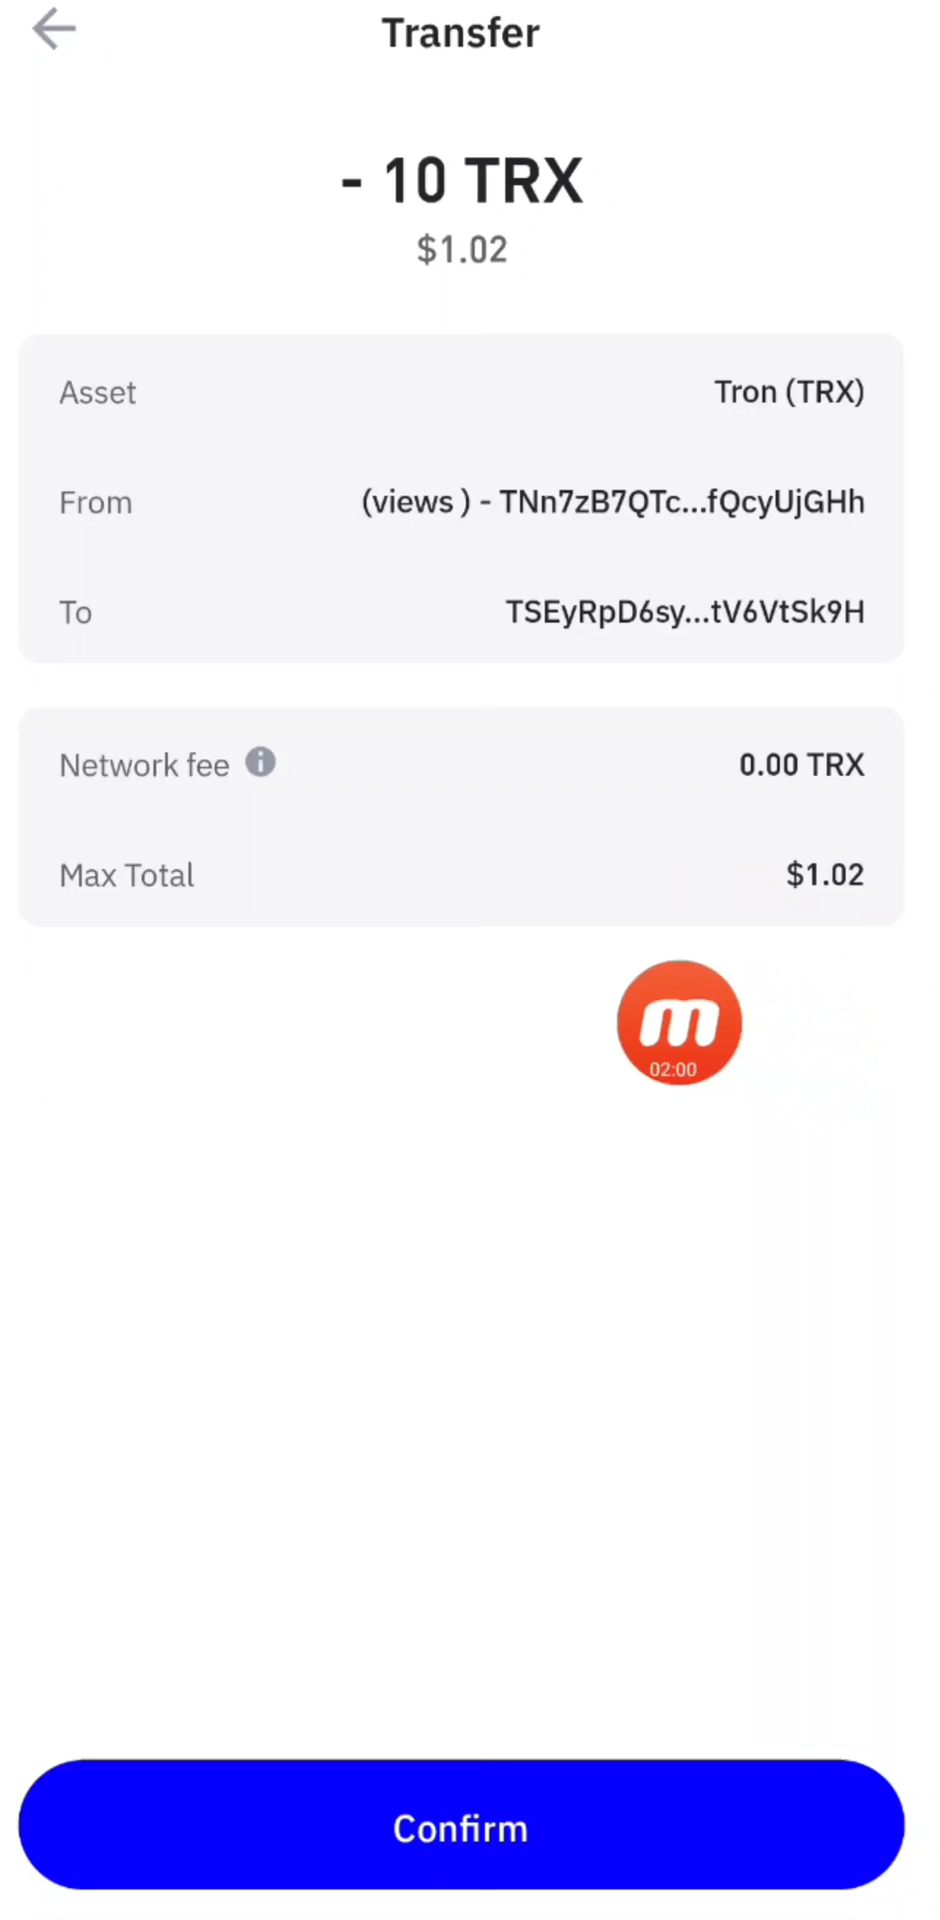 Transfer
- 10 TRX
$1.02
Asset Tron (TRX)
From (views ) - TNn7zB7QTc...fQcyUjGHh
To TSEyRpD6sy...tV6VtSk9H
Network fee i 0.00 TRX
Max Total $1.02
m
02:00
Confirm